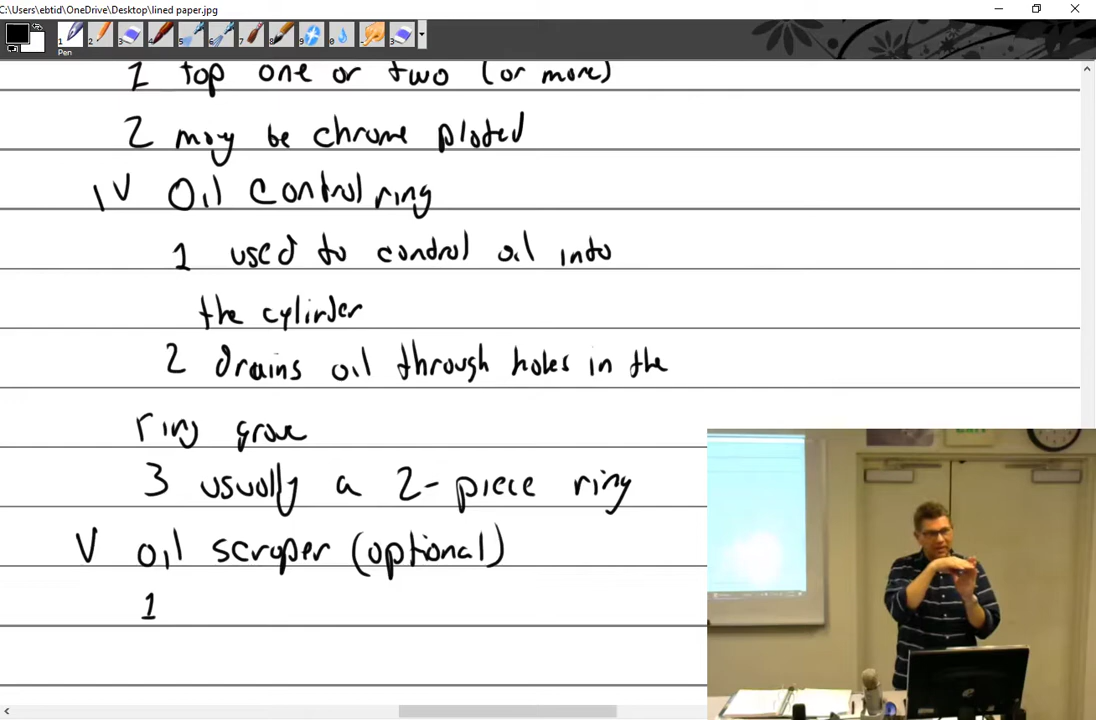 C:\Users\ebtid\OneDrive\Desktop\lined paper.jpg
Pen
1 top one or two (or more)
2 may be chrome plated
IV Oil control ring
1 used to control oil into
the cylinder
2 drains oil through holes in the
ring grove
3 usually a 2-piece ring
V oil scraper (optional)
1